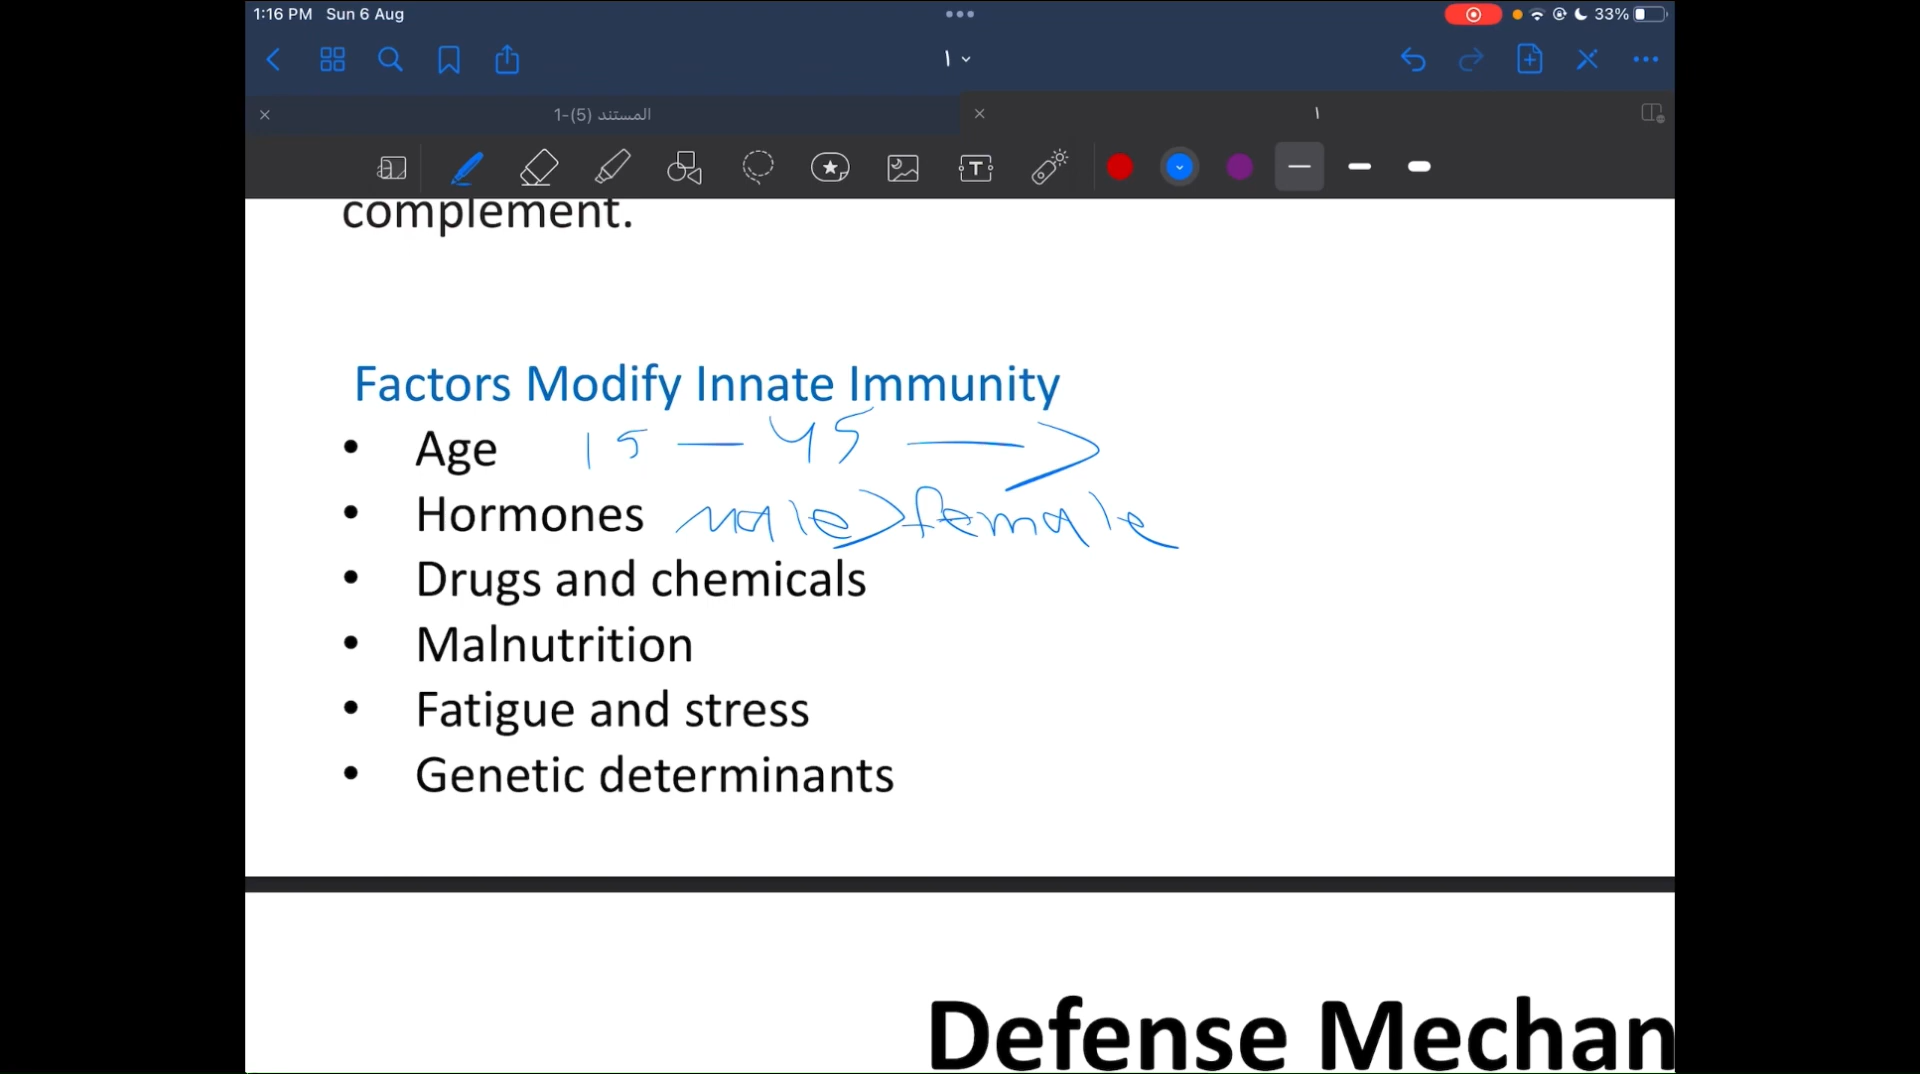 1:16 PM Sun 6 Aug
33%
١
المستند (5)-1
١
complement.
Factors Modify Innate Immunity
• Age 15 — 45 →
• Hormones male > female
• Drugs and chemicals
• Malnutrition
• Fatigue and stress
• Genetic determinants
Defense Mechan